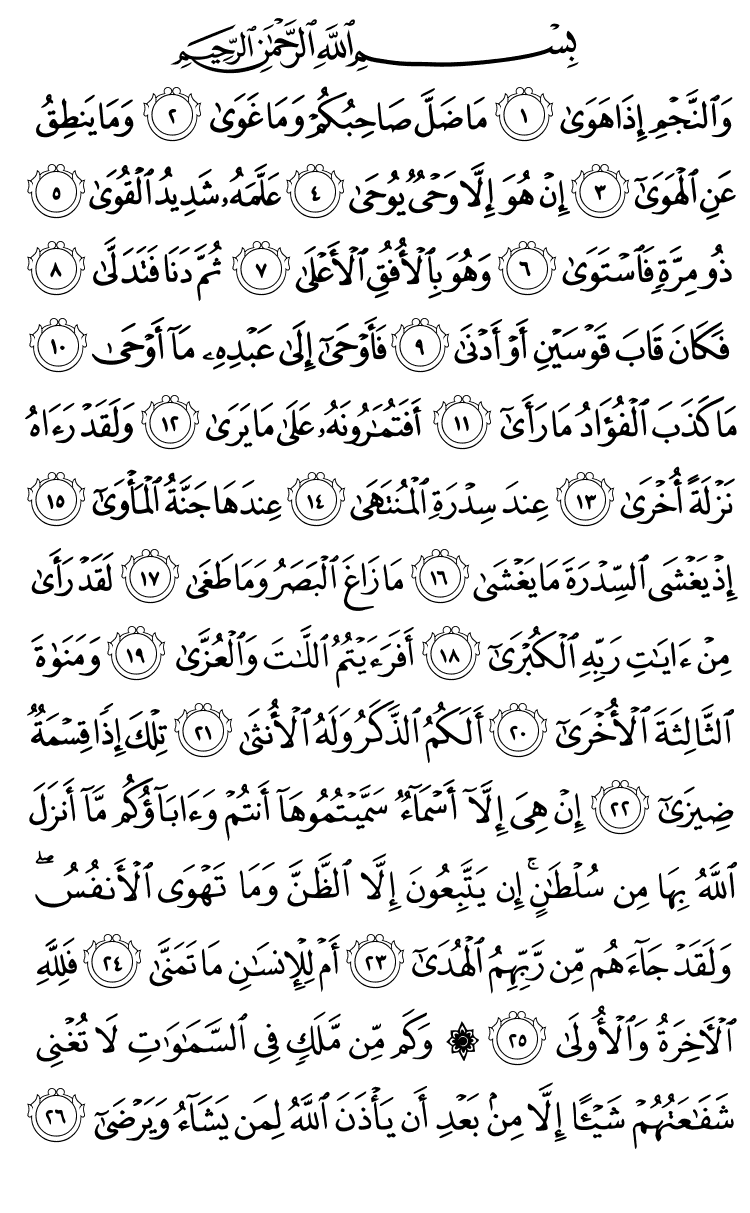 بِسْمِ ٱللَّهِ ٱلرَّحْمَٰنِ ٱلرَّحِيمِ
وَٱلنَّجْمِ إِذَا هَوَىٰ ١ مَا ضَلَّ صَاحِبُكُمْ وَمَا غَوَىٰ ٢ وَمَا يَنطِقُ
عَنِ ٱلْهَوَىٰٓ ٣ إِنْ هُوَ إِلَّا وَحْىٌ يُوحَىٰ ٤ عَلَّمَهُۥ شَدِيدُ ٱلْقُوَىٰ ٥
ذُو مِرَّةٍ فَٱسْتَوَىٰ ٦ وَهُوَ بِٱلْأُفُقِ ٱلْأَعْلَىٰ ٧ ثُمَّ دَنَا فَتَدَلَّىٰ ٨
فَكَانَ قَابَ قَوْسَيْنِ أَوْ أَدْنَىٰ ٩ فَأَوْحَىٰٓ إِلَىٰ عَبْدِهِۦ مَآ أَوْحَىٰ ١٠
مَا كَذَبَ ٱلْفُؤَادُ مَا رَأَىٰٓ ١١ أَفَتُمَٰرُونَهُۥ عَلَىٰ مَا يَرَىٰ ١٢ وَلَقَدْ رَءَاهُ
نَزْلَةً أُخْرَىٰ ١٣ عِندَ سِدْرَةِ ٱلْمُنتَهَىٰ ١٤ عِندَهَا جَنَّةُ ٱلْمَأْوَىٰٓ ١٥
إِذْ يَغْشَى ٱلسِّدْرَةَ مَا يَغْشَىٰ ١٦ مَا زَاغَ ٱلْبَصَرُ وَمَا طَغَىٰ ١٧ لَقَدْ رَأَىٰ
مِنْ ءَايَٰتِ رَبِّهِ ٱلْكُبْرَىٰٓ ١٨ أَفَرَءَيْتُمُ ٱللَّٰتَ وَٱلْعُزَّىٰ ١٩ وَمَنَوٰةَ
ٱلثَّالِثَةَ ٱلْأُخْرَىٰٓ ٢٠ أَلَكُمُ ٱلذَّكَرُ وَلَهُ ٱلْأُنثَىٰ ٢١ تِلْكَ إِذًا قِسْمَةٌ
ضِيزَىٰٓ ٢٢ إِنْ هِىَ إِلَّآ أَسْمَآءٌ سَمَّيْتُمُوهَآ أَنتُمْ وَءَابَآؤُكُم مَّآ أَنزَلَ
ٱللَّهُ بِهَا مِن سُلْطَٰنٍ ۚ إِن يَتَّبِعُونَ إِلَّا ٱلظَّنَّ وَمَا تَهْوَى ٱلْأَنفُسُ ۖ
وَلَقَدْ جَآءَهُم مِّن رَّبِّهِمُ ٱلْهُدَىٰٓ ٢٣ أَمْ لِلْإِنسَٰنِ مَا تَمَنَّىٰ ٢٤ فَلِلَّهِ
ٱلْـَٔاخِرَةُ وَٱلْأُولَىٰ ٢٥ ۞ وَكَم مِّن مَّلَكٍ فِى ٱلسَّمَٰوَٰتِ لَا تُغْنِى
شَفَٰعَتُهُمْ شَيْـًٔا إِلَّا مِنۢ بَعْدِ أَن يَأْذَنَ ٱللَّهُ لِمَن يَشَآءُ وَيَرْضَىٰٓ ٢٦